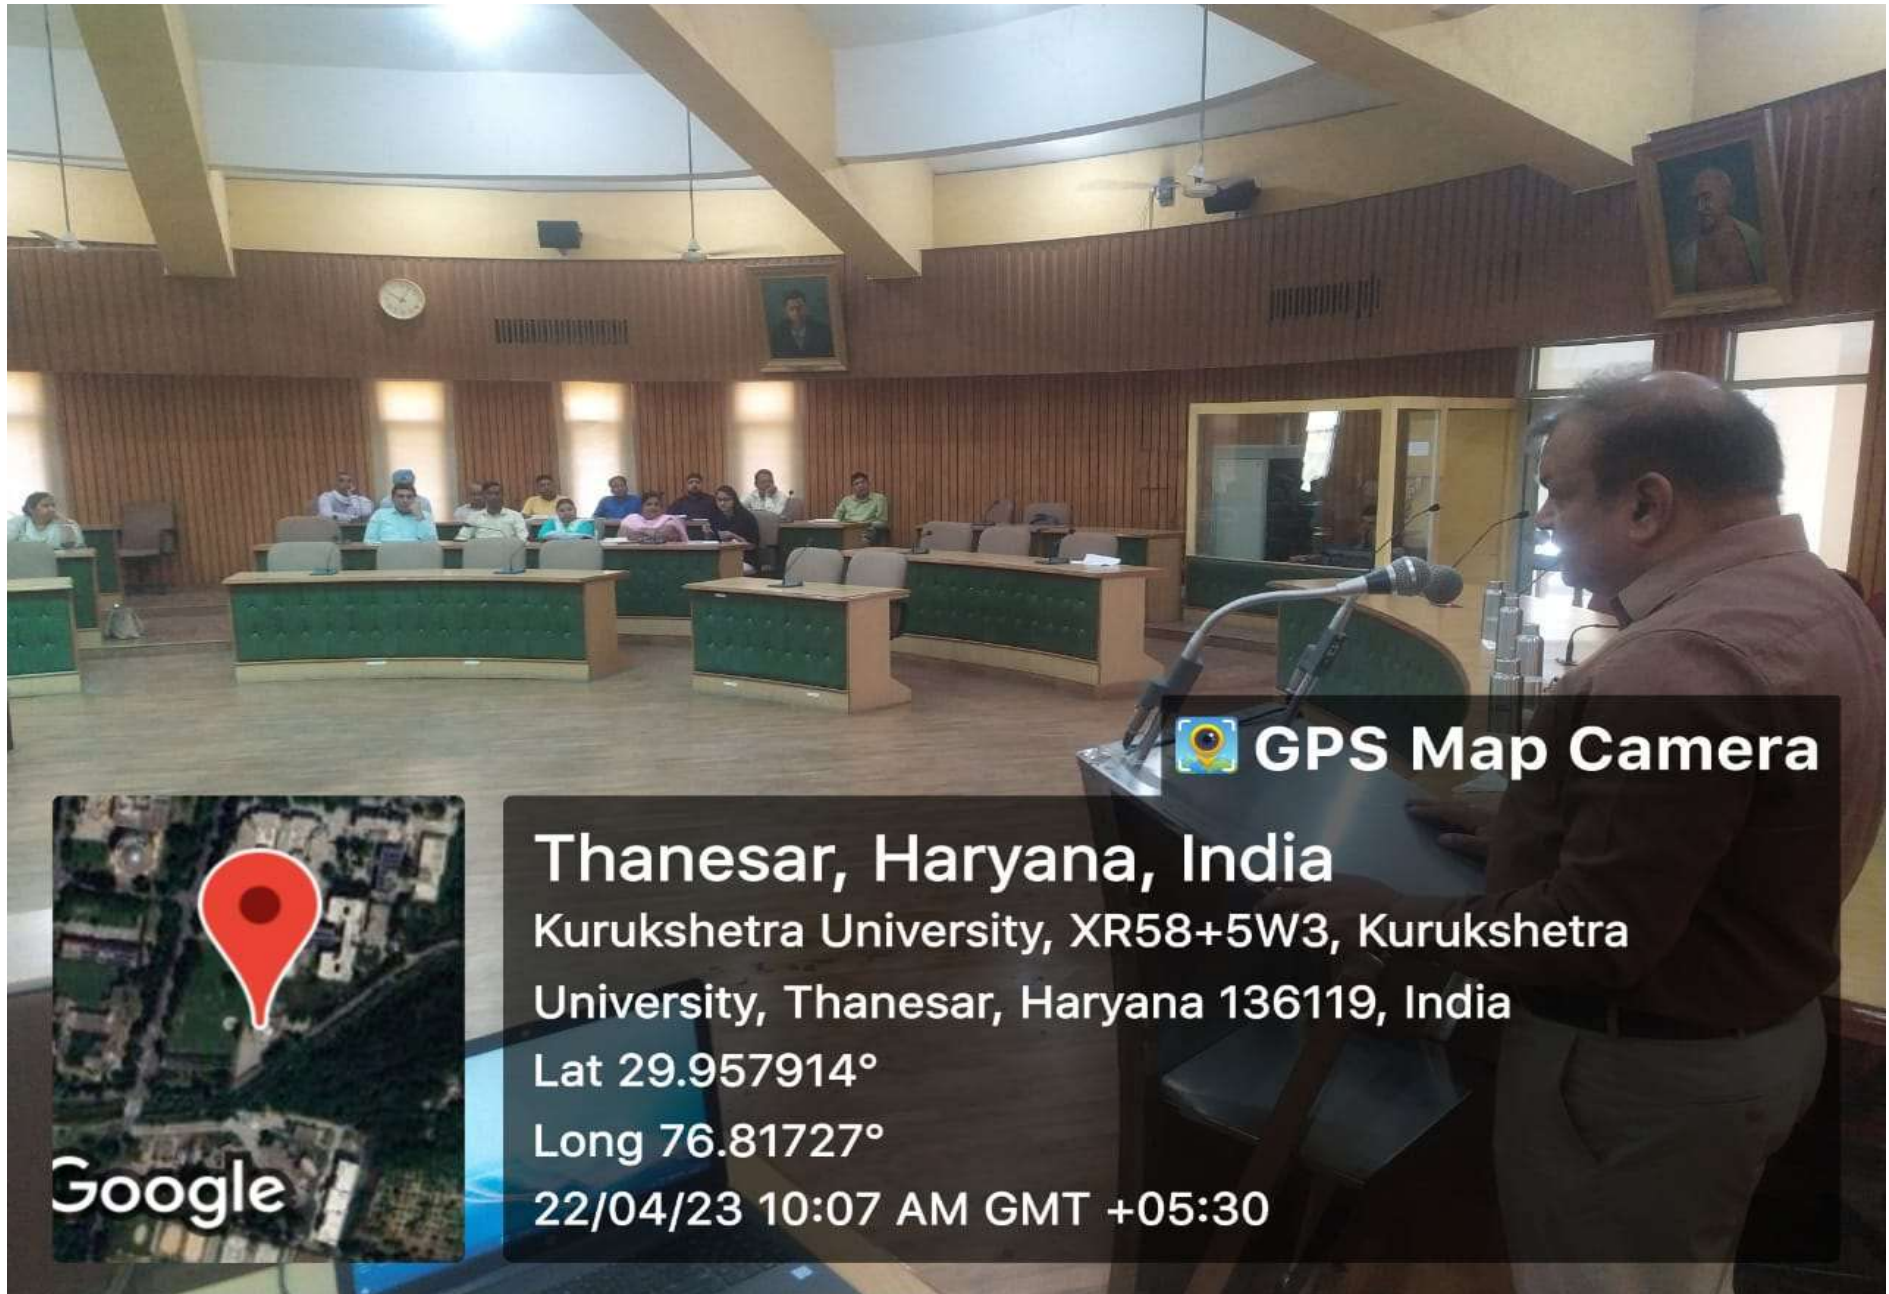 GPS Map Camera
Thanesar, Haryana, India
Kurukshetra University, XR58+5W3, Kurukshetra
University, Thanesar, Haryana 136119, India
Lat 29.957914°
Long 76.81727°
22/04/23 10:07 AM GMT +05:30
Google